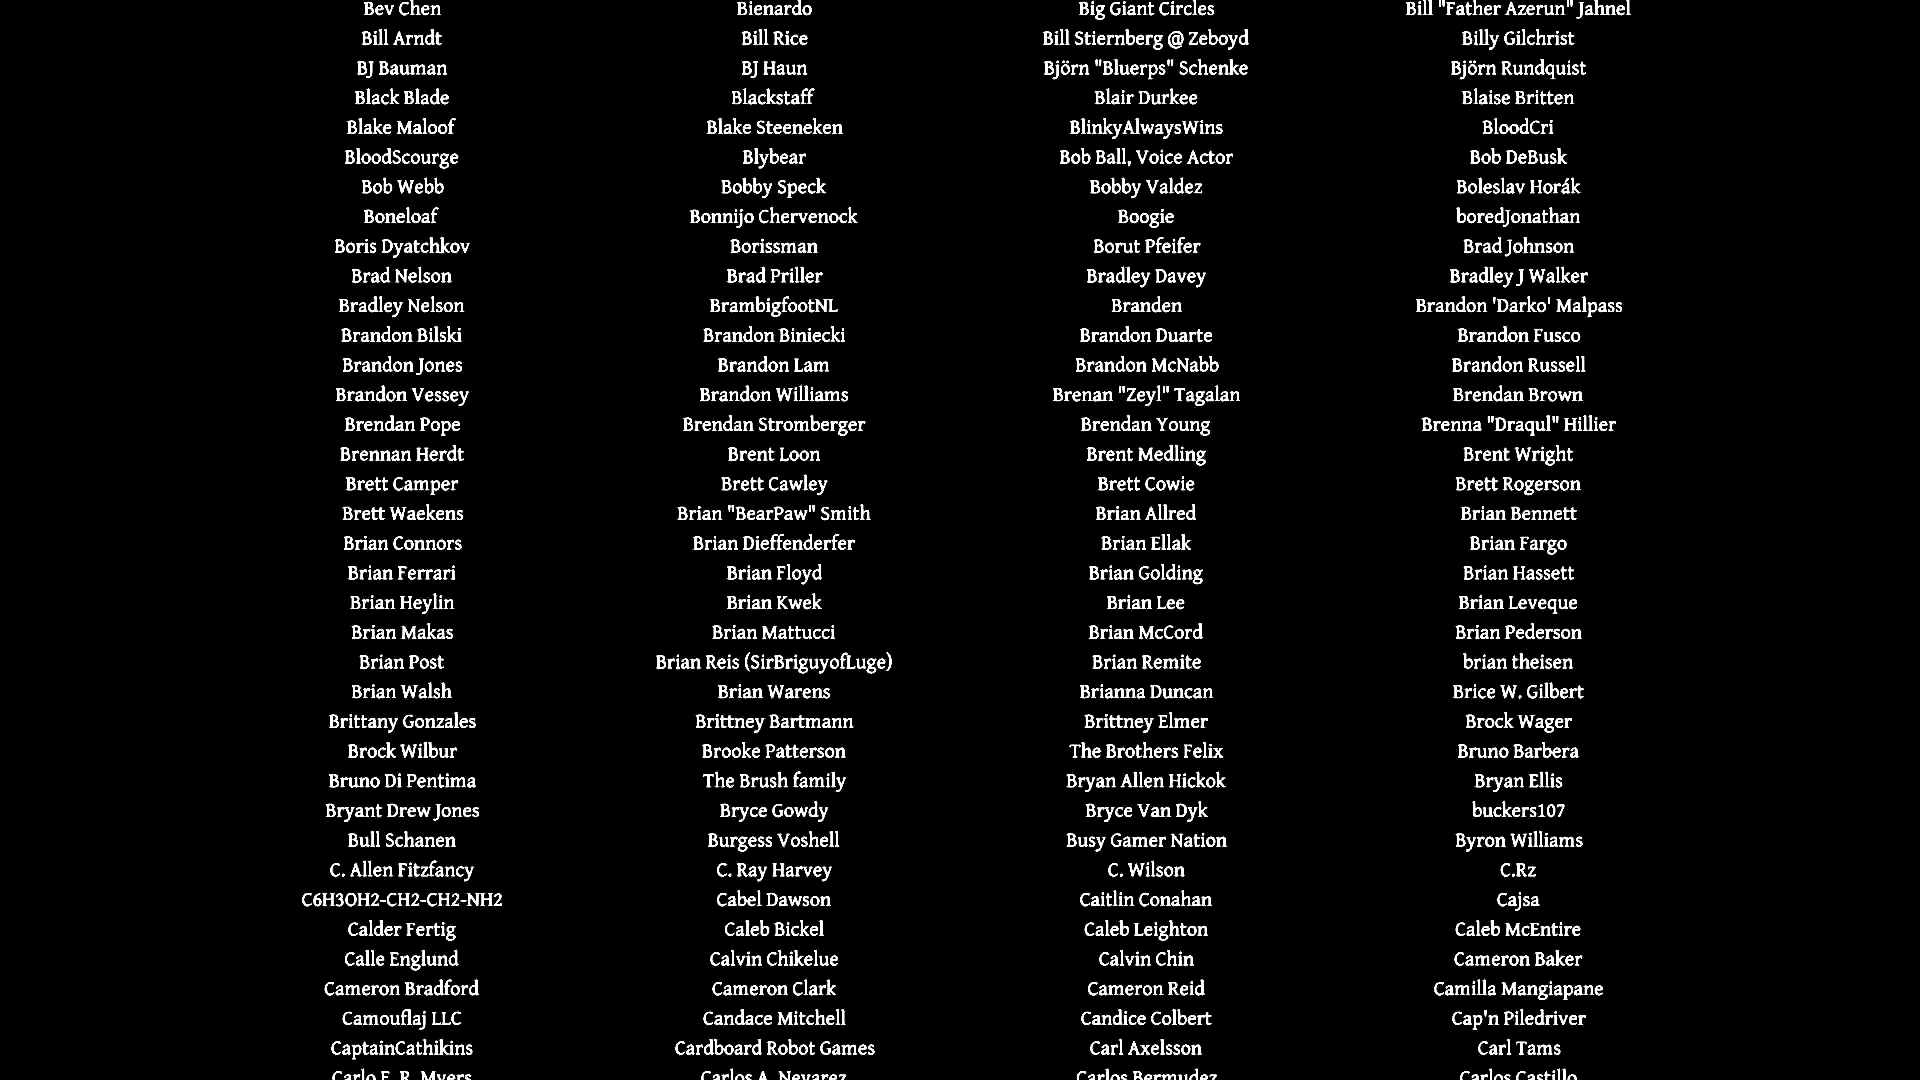 Bev Chen Bienardo Big Giant Circles Bill "Father Azerun" Jahnel
Bill Arndt Bill Rice Bill Stiernberg @ Zeboyd Billy Gilchrist
BJ Bauman BJ Haun Björn "Bluerps" Schenke Björn Rundquist
Black Blade Blackstaff Blair Durkee Blaise Britten
Blake Maloof Blake Steeneken BlinkyAlwaysWins BloodCri
BloodScourge Blybear Bob Ball, Voice Actor Bob DeBusk
Bob Webb Bobby Speck Bobby Valdez Boleslav Horák
Boneloaf Bonnijo Chervenock Boogie boredJonathan
Boris Dyatchkov Borissman Borut Pfeifer Brad Johnson
Brad Nelson Brad Priller Bradley Davey Bradley J Walker
Bradley Nelson BrambigfootNL Branden Brandon 'Darko' Malpass
Brandon Bilski Brandon Biniecki Brandon Duarte Brandon Fusco
Brandon Jones Brandon Lam Brandon McNabb Brandon Russell
Brandon Vessey Brandon Williams Brenan "Zeyl" Tagalan Brendan Brown
Brendan Pope Brendan Stromberger Brendan Young Brenna "Draqul" Hillier
Brennan Herdt Brent Loon Brent Medling Brent Wright
Brett Camper Brett Cawley Brett Cowie Brett Rogerson
Brett Waekens Brian "BearPaw" Smith Brian Allred Brian Bennett
Brian Connors Brian Dieffenderfer Brian Ellak Brian Fargo
Brian Ferrari Brian Floyd Brian Golding Brian Hassett
Brian Heylin Brian Kwek Brian Lee Brian Leveque
Brian Makas Brian Mattucci Brian McCord Brian Pederson
Brian Post Brian Reis (SirBriguyofLuge) Brian Remite brian theisen
Brian Walsh Brian Warens Brianna Duncan Brice W. Gilbert
Brittany Gonzales Brittney Bartmann Brittney Elmer Brock Wager
Brock Wilbur Brooke Patterson The Brothers Felix Bruno Barbera
Bruno Di Pentima The Brush family Bryan Allen Hickok Bryan Ellis
Bryant Drew Jones Bryce Gowdy Bryce Van Dyk buckers107
Bull Schanen Burgess Voshell Busy Gamer Nation Byron Williams
C. Allen Fitzfancy C. Ray Harvey C. Wilson C.Rz
C6H3OH2-CH2-CH2-NH2 Cabel Dawson Caitlin Conahan Cajsa
Calder Fertig Caleb Bickel Caleb Leighton Caleb McEntire
Calle Englund Calvin Chikelue Calvin Chin Cameron Baker
Cameron Bradford Cameron Clark Cameron Reid Camilla Mangiapane
Camouflaj LLC Candace Mitchell Candice Colbert Cap'n Piledriver
CaptainCathikins Cardboard Robot Games Carl Axelsson Carl Tams
Carlo F. R. Myers Carlos A. Nevarez Carlos Bermudez Carlos Castillo